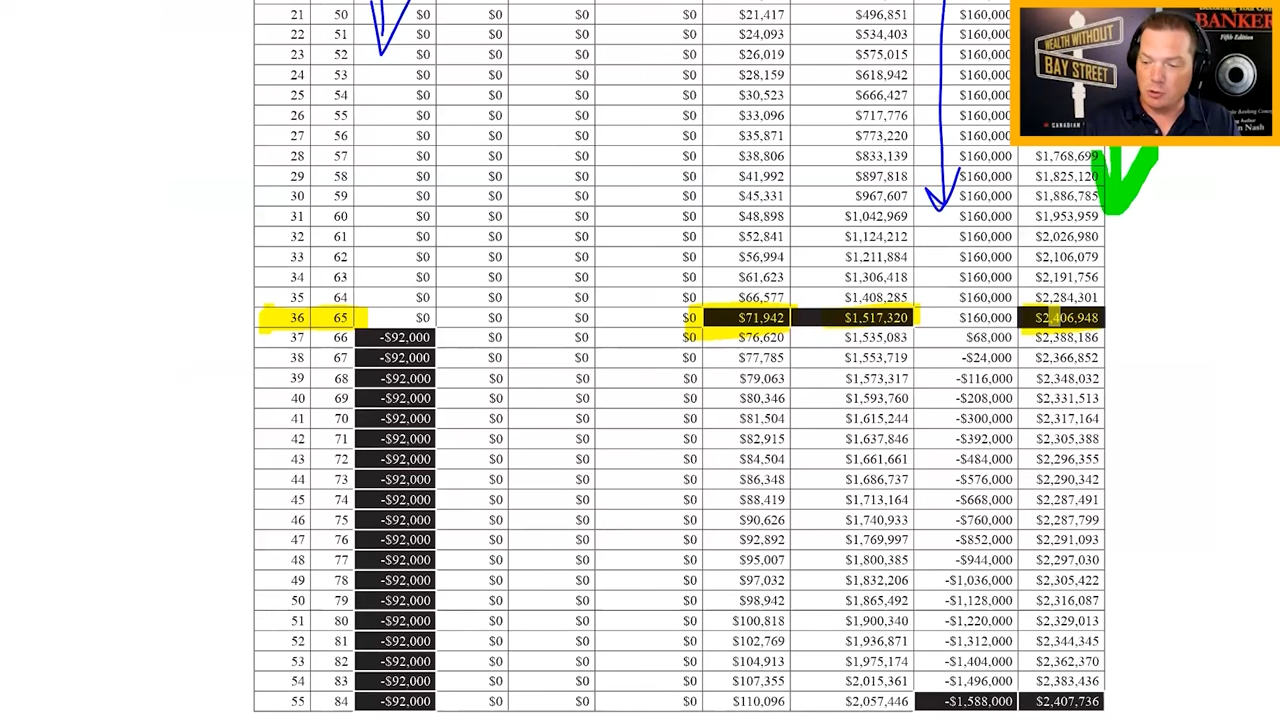 21 50 $0 $0 $0 $0 $21,417 $496,851 $160,000
22 51 $0 $0 $0 $0 $24,093 $534,403 $160,000
23 52 $0 $0 $0 $0 $26,019 $575,015 $160,000
24 53 $0 $0 $0 $0 $28,159 $618,942 $160,000
25 54 $0 $0 $0 $0 $30,523 $666,427 $160,000
26 55 $0 $0 $0 $0 $33,096 $717,776 $160,000
27 56 $0 $0 $0 $0 $35,871 $773,220 $160,000
28 57 $0 $0 $0 $0 $38,806 $833,139 $160,000 $1,768,699
29 58 $0 $0 $0 $0 $41,992 $897,818 $160,000 $1,825,120
30 59 $0 $0 $0 $0 $45,331 $967,607 $160,000 $1,886,785
31 60 $0 $0 $0 $0 $48,898 $1,042,969 $160,000 $1,953,959
32 61 $0 $0 $0 $0 $52,841 $1,124,212 $160,000 $2,026,980
33 62 $0 $0 $0 $0 $56,994 $1,211,884 $160,000 $2,106,079
34 63 $0 $0 $0 $0 $61,623 $1,306,418 $160,000 $2,191,756
35 64 $0 $0 $0 $0 $66,577 $1,408,285 $160,000 $2,284,301
36 65 $0 $0 $0 $0 $71,942 $1,517,320 $160,000 $2,406,948
37 66 -$92,000 $0 $0 $0 $76,620 $1,535,083 $68,000 $2,388,186
38 67 -$92,000 $0 $0 $0 $77,785 $1,553,719 -$24,000 $2,366,852
39 68 -$92,000 $0 $0 $0 $79,063 $1,573,317 -$116,000 $2,348,032
40 69 -$92,000 $0 $0 $0 $80,346 $1,593,760 -$208,000 $2,331,513
41 70 -$92,000 $0 $0 $0 $81,504 $1,615,244 -$300,000 $2,317,164
42 71 -$92,000 $0 $0 $0 $82,915 $1,637,846 -$392,000 $2,305,388
43 72 -$92,000 $0 $0 $0 $84,504 $1,661,661 -$484,000 $2,296,355
44 73 -$92,000 $0 $0 $0 $86,348 $1,686,737 -$576,000 $2,290,342
45 74 -$92,000 $0 $0 $0 $88,419 $1,713,164 -$668,000 $2,287,491
46 75 -$92,000 $0 $0 $0 $90,626 $1,740,933 -$760,000 $2,287,799
47 76 -$92,000 $0 $0 $0 $92,892 $1,769,997 -$852,000 $2,291,093
48 77 -$92,000 $0 $0 $0 $95,007 $1,800,385 -$944,000 $2,297,030
49 78 -$92,000 $0 $0 $0 $97,032 $1,832,206 -$1,036,000 $2,305,422
50 79 -$92,000 $0 $0 $0 $98,942 $1,865,492 -$1,128,000 $2,316,087
51 80 -$92,000 $0 $0 $0 $100,818 $1,900,340 -$1,220,000 $2,329,013
52 81 -$92,000 $0 $0 $0 $102,769 $1,936,871 -$1,312,000 $2,344,345
53 82 -$92,000 $0 $0 $0 $104,913 $1,975,174 -$1,404,000 $2,362,370
54 83 -$92,000 $0 $0 $0 $107,355 $2,015,361 -$1,496,000 $2,383,436
55 84 -$92,000 $0 $0 $0 $110,096 $2,057,446 -$1,588,000 $2,407,736
WEALTH WITHOUT
BAY STREET
CANADIAN
BANKER
Fifth Edition
Nash